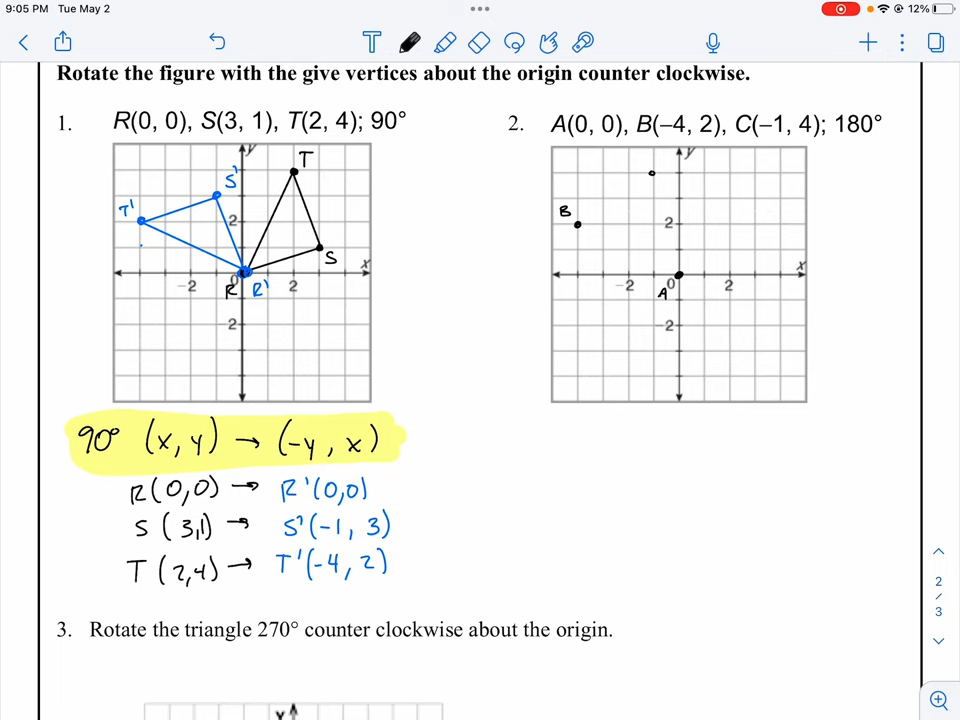 9:05 PM Tue May 2
12%
T
Rotate the figure with the give vertices about the origin counter clockwise.
1. R(0, 0), S(3, 1), T(2, 4); 90°
2. A(0, 0), B(–4, 2), C(–1, 4); 180°
y
T
S'
T'
2
S
x
-2
0
2
R
R'
2
y
B
2
x
-2
0
2
A
-2
90° (x, y) → (-y, x)
R(0,0) → R'(0,0)
S (3,1) → S'(-1, 3)
T (2,4) → T'(-4, 2)
2
/
3
3. Rotate the triangle 270° counter clockwise about the origin.
y